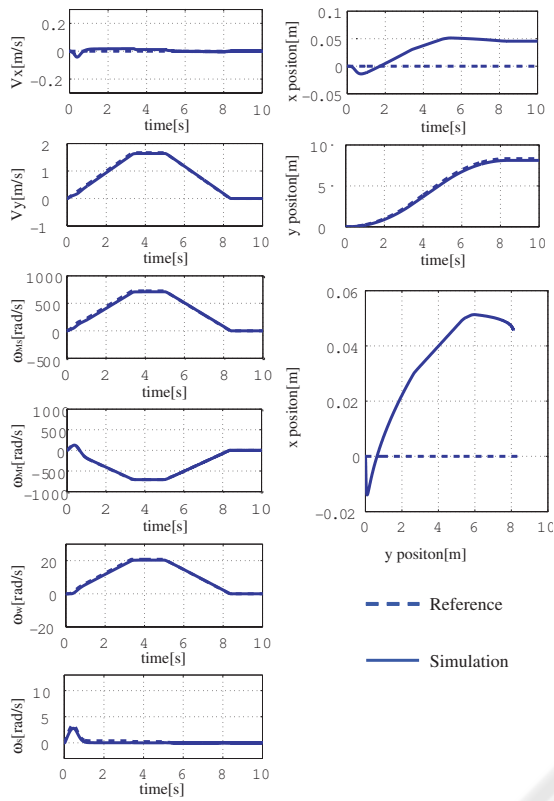 0.2
0
-0.2
Vx[m/s]
0 2 4 6 8 10
time[s]
2
1
0
-1
Vy[m/s]
0 2 4 6 8 10
time[s]
1000
500
0
-500
ωMS[rad/s]
0 2 4 6 8 10
time[s]
1000
500
0
-500
-1000
0 2 4 6 8 10
time[s]
20
0
-20
ωw[rad/s]
0 2 4 6 8 10
time[s]
10
5
0
ωs[rad/s]
0 2 4 6 8 10
0.1
0.05
0
-0.05
x positon[m]
0 2 4 6 8 10
time[s]
10
5
0
y positon[m]
0 2 4 6 8 10
time[s]
0.06
0.04
0.02
0
-0.02
x positon[m]
0 2 4 6 8 10
y positon[m]
Reference
Simulation